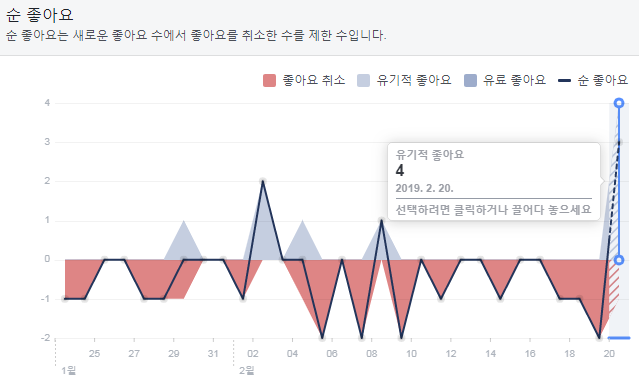 순 좋아요
순 좋아요는 새로운 좋아요 수에서 좋아요를 취소한 수를 제한 수입니다.
좋아요 취소 유기적 좋아요 유료 좋아요 순 좋아요
4
3
2
1
0
-1
-2
유기적 좋아요
4
2019. 2. 20.
선택하려면 클릭하거나 끌어다 놓으세요
25 27 29 31 02 04 06 08 10 12 14 16 18 20
1월 2월